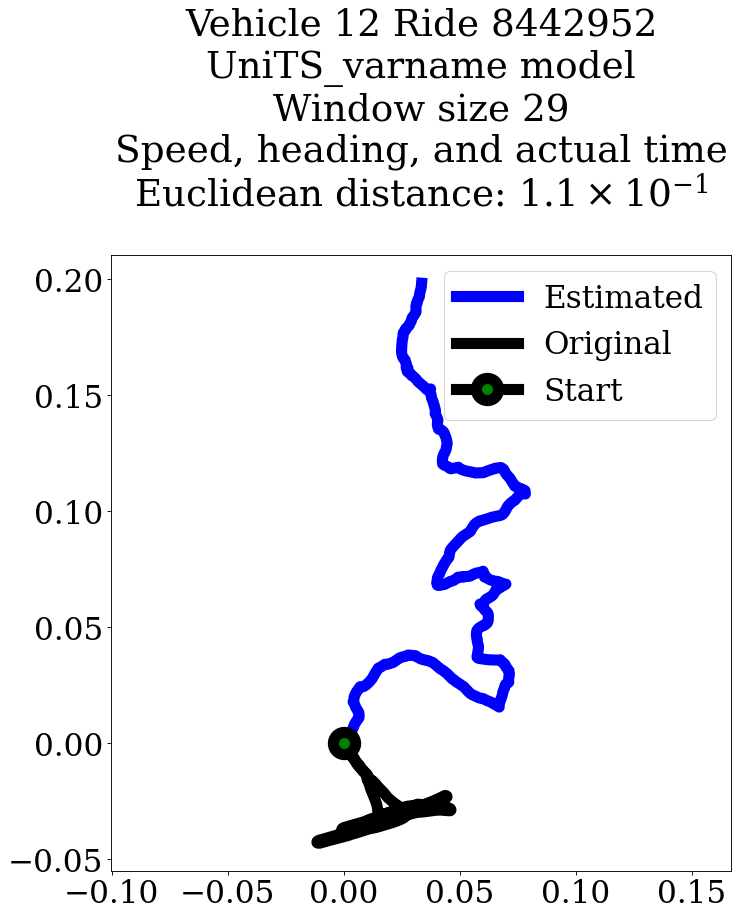 Vehicle 12 Ride 8442952
UniTS_varname model
Window size 29
Speed, heading, and actual time
Euclidean distance: 1.1 × 10⁻¹
Estimated
Original
Start
0.20
0.15
0.10
0.05
0.00
−0.05
−0.10 −0.05 0.00 0.05 0.10 0.15